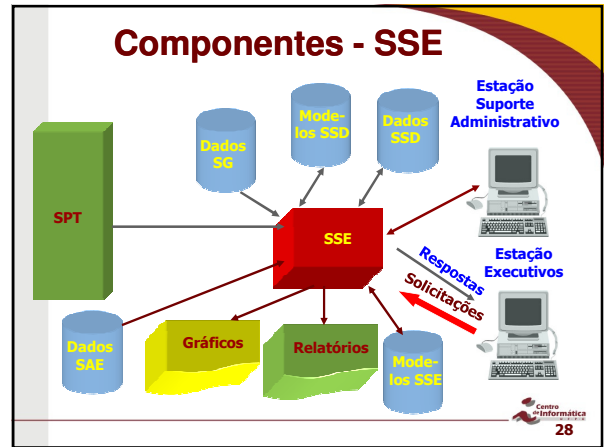 Componentes - SSE
Estação
Suporte
Administrativo
Mode-
los SSD
Dados
SSD
Dados
SG
SPT
SSE
Respostas
Solicitações
Estação
Executivos
Dados
SAE
Gráficos
Relatórios
Mode-
los SSE
Centro
de Informática
28